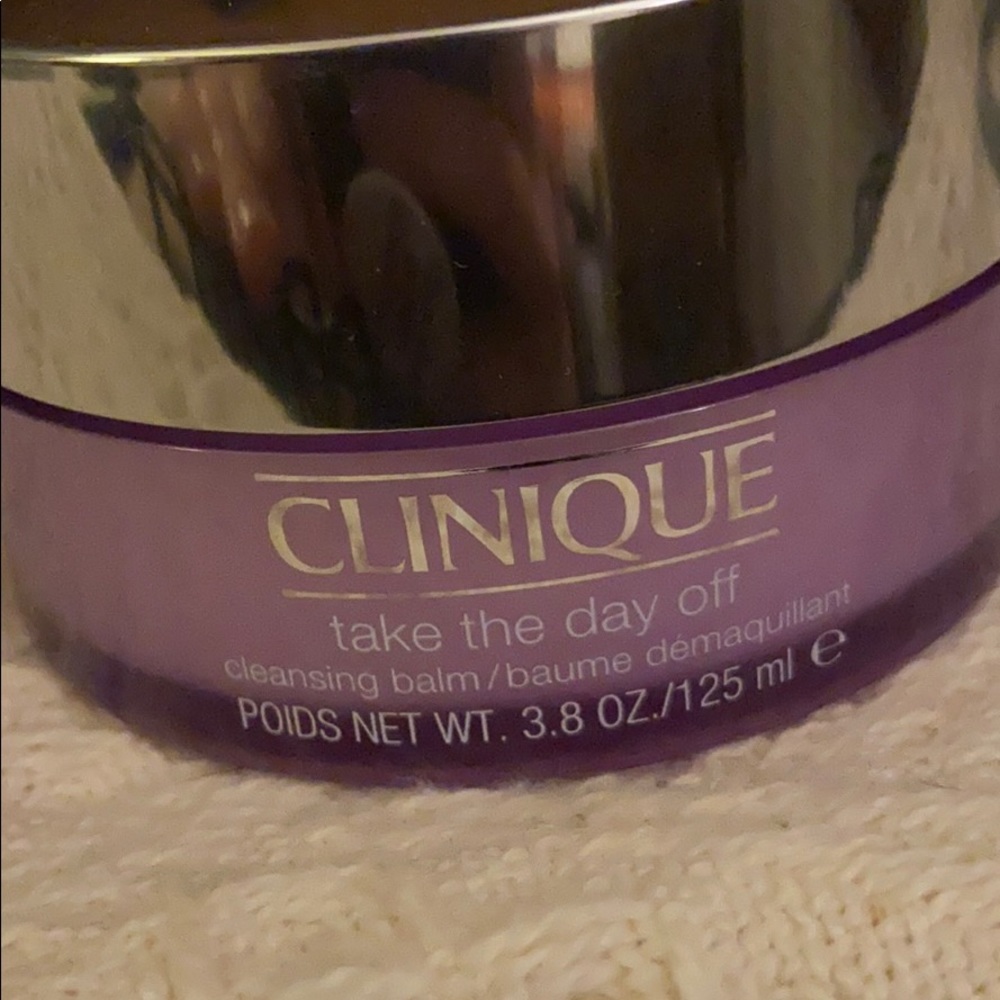 CLINIQUE
take the day off
cleansing balm/baume démaquillant
POIDS NET WT. 3.8 OZ./125 ml ℮